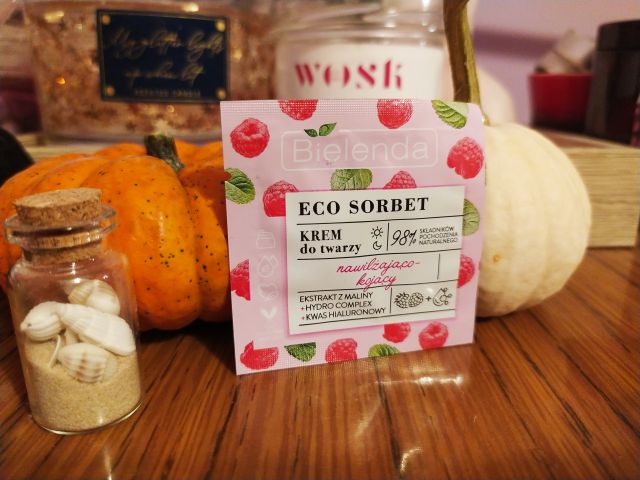 wosk
Bielenda
ECO SORBET
KREM
do twarzy
98%
SKŁADNIKÓW
POCHODZENIA
NATURALNEGO
nawilżająco-
kojący
EKSTRAKT Z MALINY
+HYDRO COMPLEX
+KWAS HIALURONOWY